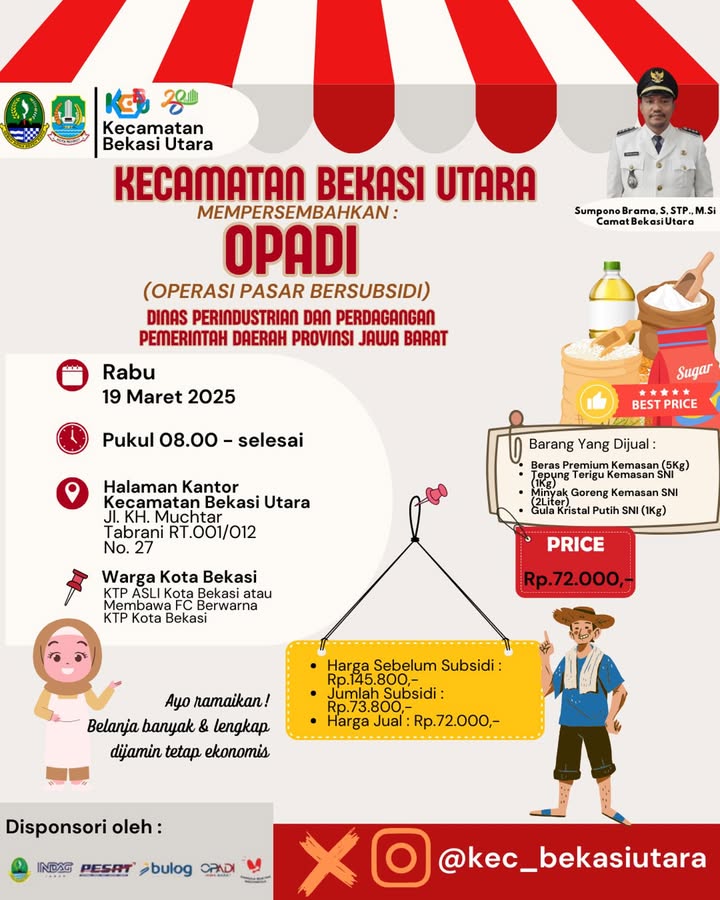 Kecamatan
Bekasi Utara
KECAMATAN BEKASI UTARA
MEMPERSEMBAHKAN :
OPADI
(OPERASI PASAR BERSUBSIDI)
DINAS PERINDUSTRIAN DAN PERDAGANGAN
PEMERINTAH DAERAH PROVINSI JAWA BARAT
Sumpono Brama, S, STP., M.Si
Camat Bekasi Utara
Rabu
19 Maret 2025
Pukul 08.00 - selesai
Halaman Kantor
Kecamatan Bekasi Utara
Jl. KH. Muchtar
Tabrani RT.001/012
No. 27
Warga Kota Bekasi
KTP ASLI Kota Bekasi atau
Membawa FC Berwarna
KTP Kota Bekasi
Sugar
BEST PRICE
Barang Yang Dijual :
• Beras Premium Kemasan (5Kg)
• Tepung Terigu Kemasan SNI
(1Kg)
• Minyak Goreng Kemasan SNI
(2Liter)
• Gula Kristal Putih SNI (1Kg)
PRICE
Rp.72.000,-
• Harga Sebelum Subsidi :
Rp.145.800,-
• Jumlah Subsidi :
Rp.73.800,-
• Harga Jual : Rp.72.000,-
Ayo ramaikan !
Belanja banyak & lengkap
dijamin tetap ekonomis
Disponsori oleh :
INDAG
PESAT
bulog
OPADI
@kec_bekasiutara